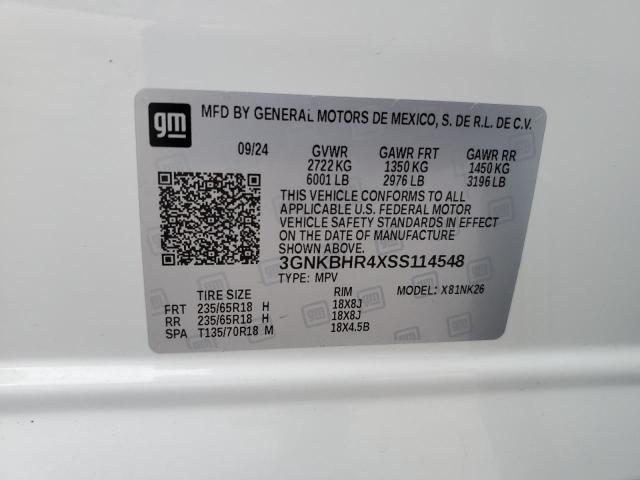 gm
MFD BY GENERAL MOTORS DE MEXICO, S. DE R.L. DE C.V.
09/24 GVWR GAWR FRT GAWR RR
2722 KG 1350 KG 1450 KG
6001 LB 2976 LB 3196 LB
THIS VEHICLE CONFORMS TO ALL
APPLICABLE U.S. FEDERAL MOTOR
VEHICLE SAFETY STANDARDS IN EFFECT
ON THE DATE OF MANUFACTURE
SHOWN ABOVE.
3GNKBHR4XSS114548
TYPE: MPV MODEL: X81NK26
TIRE SIZE RIM
FRT 235/65R18 H 18X8J
RR 235/65R18 H 18X8J
SPA T135/70R18 M 18X4.5B